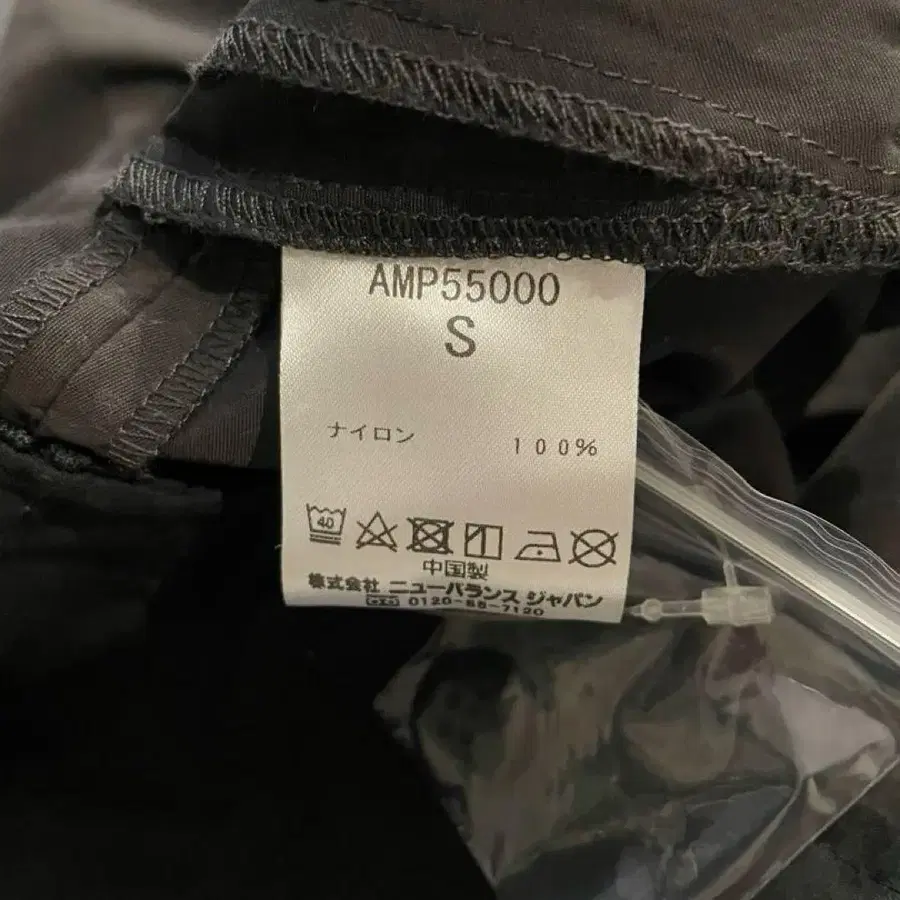 AMP55000
S
ナイロン 100%
40
中国製
株式会社 ニューバランス ジャパン
0120-85-7120